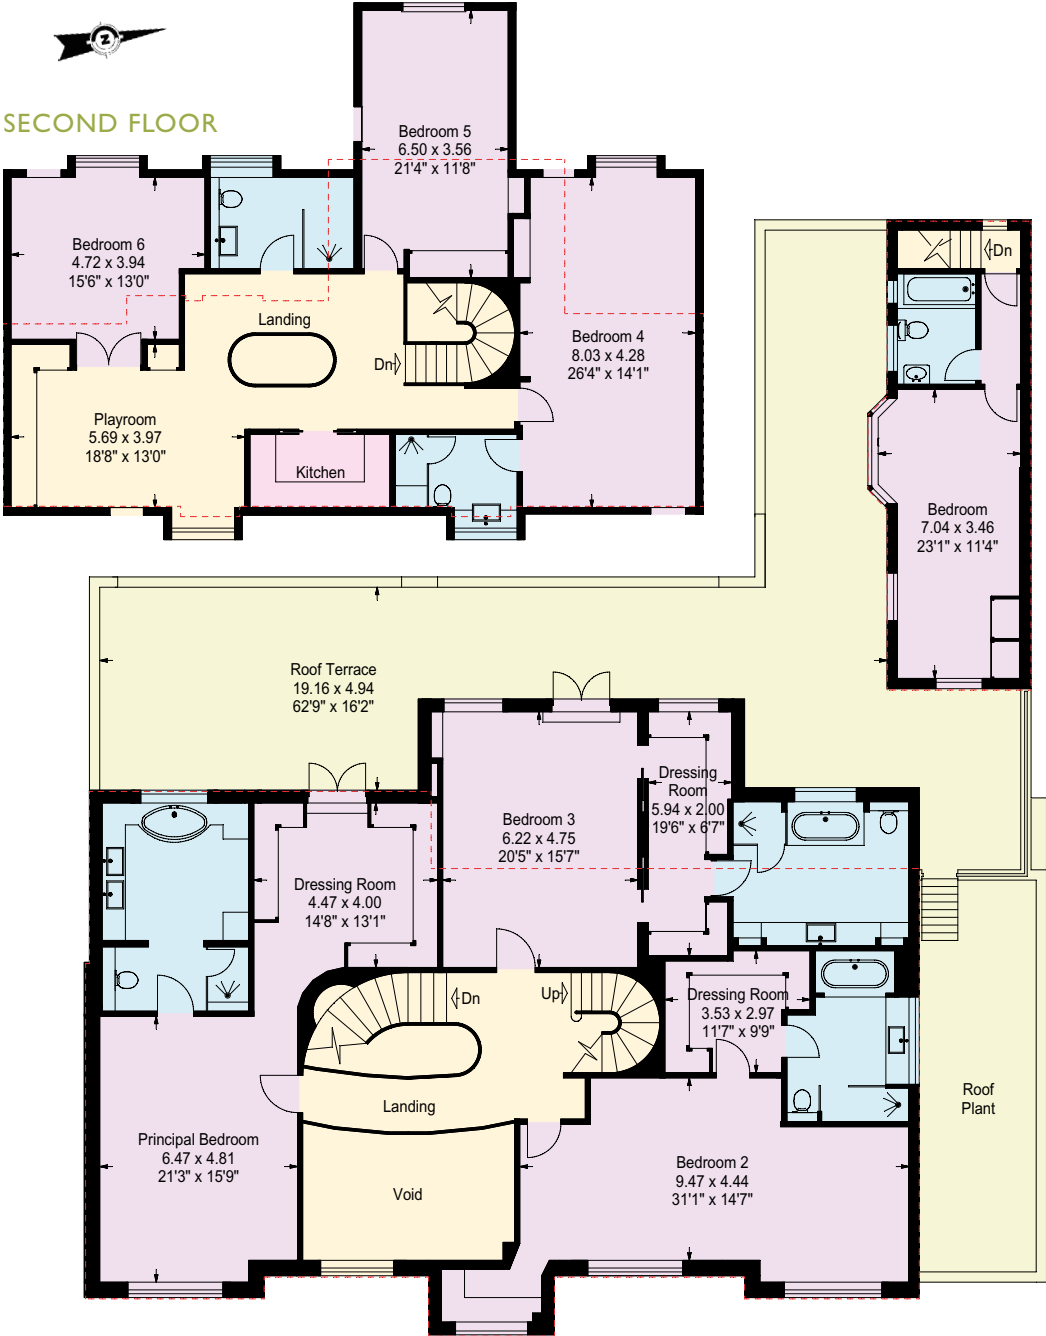 Z
SECOND FLOOR
Bedroom 5
6.50 x 3.56
21'4" x 11'8"
Bedroom 6
4.72 x 3.94
15'6" x 13'0"
Dn
Landing
Bedroom 4
8.03 x 4.28
26'4" x 14'1"
Dn
Playroom
5.69 x 3.97
18'8" x 13'0"
Kitchen
Bedroom
7.04 x 3.46
23'1" x 11'4"
Roof Terrace
19.16 x 4.94
62'9" x 16'2"
Dressing
Room
5.94 x 2.00
19'6" x 6'7"
Bedroom 3
6.22 x 4.75
20'5" x 15'7"
Dressing Room
4.47 x 4.00
14'8" x 13'1"
Dn
Up
Dressing Room
3.53 x 2.97
11'7" x 9'9"
Landing
Roof
Plant
Principal Bedroom
6.47 x 4.81
21'3" x 15'9"
Bedroom 2
9.47 x 4.44
31'1" x 14'7"
Void